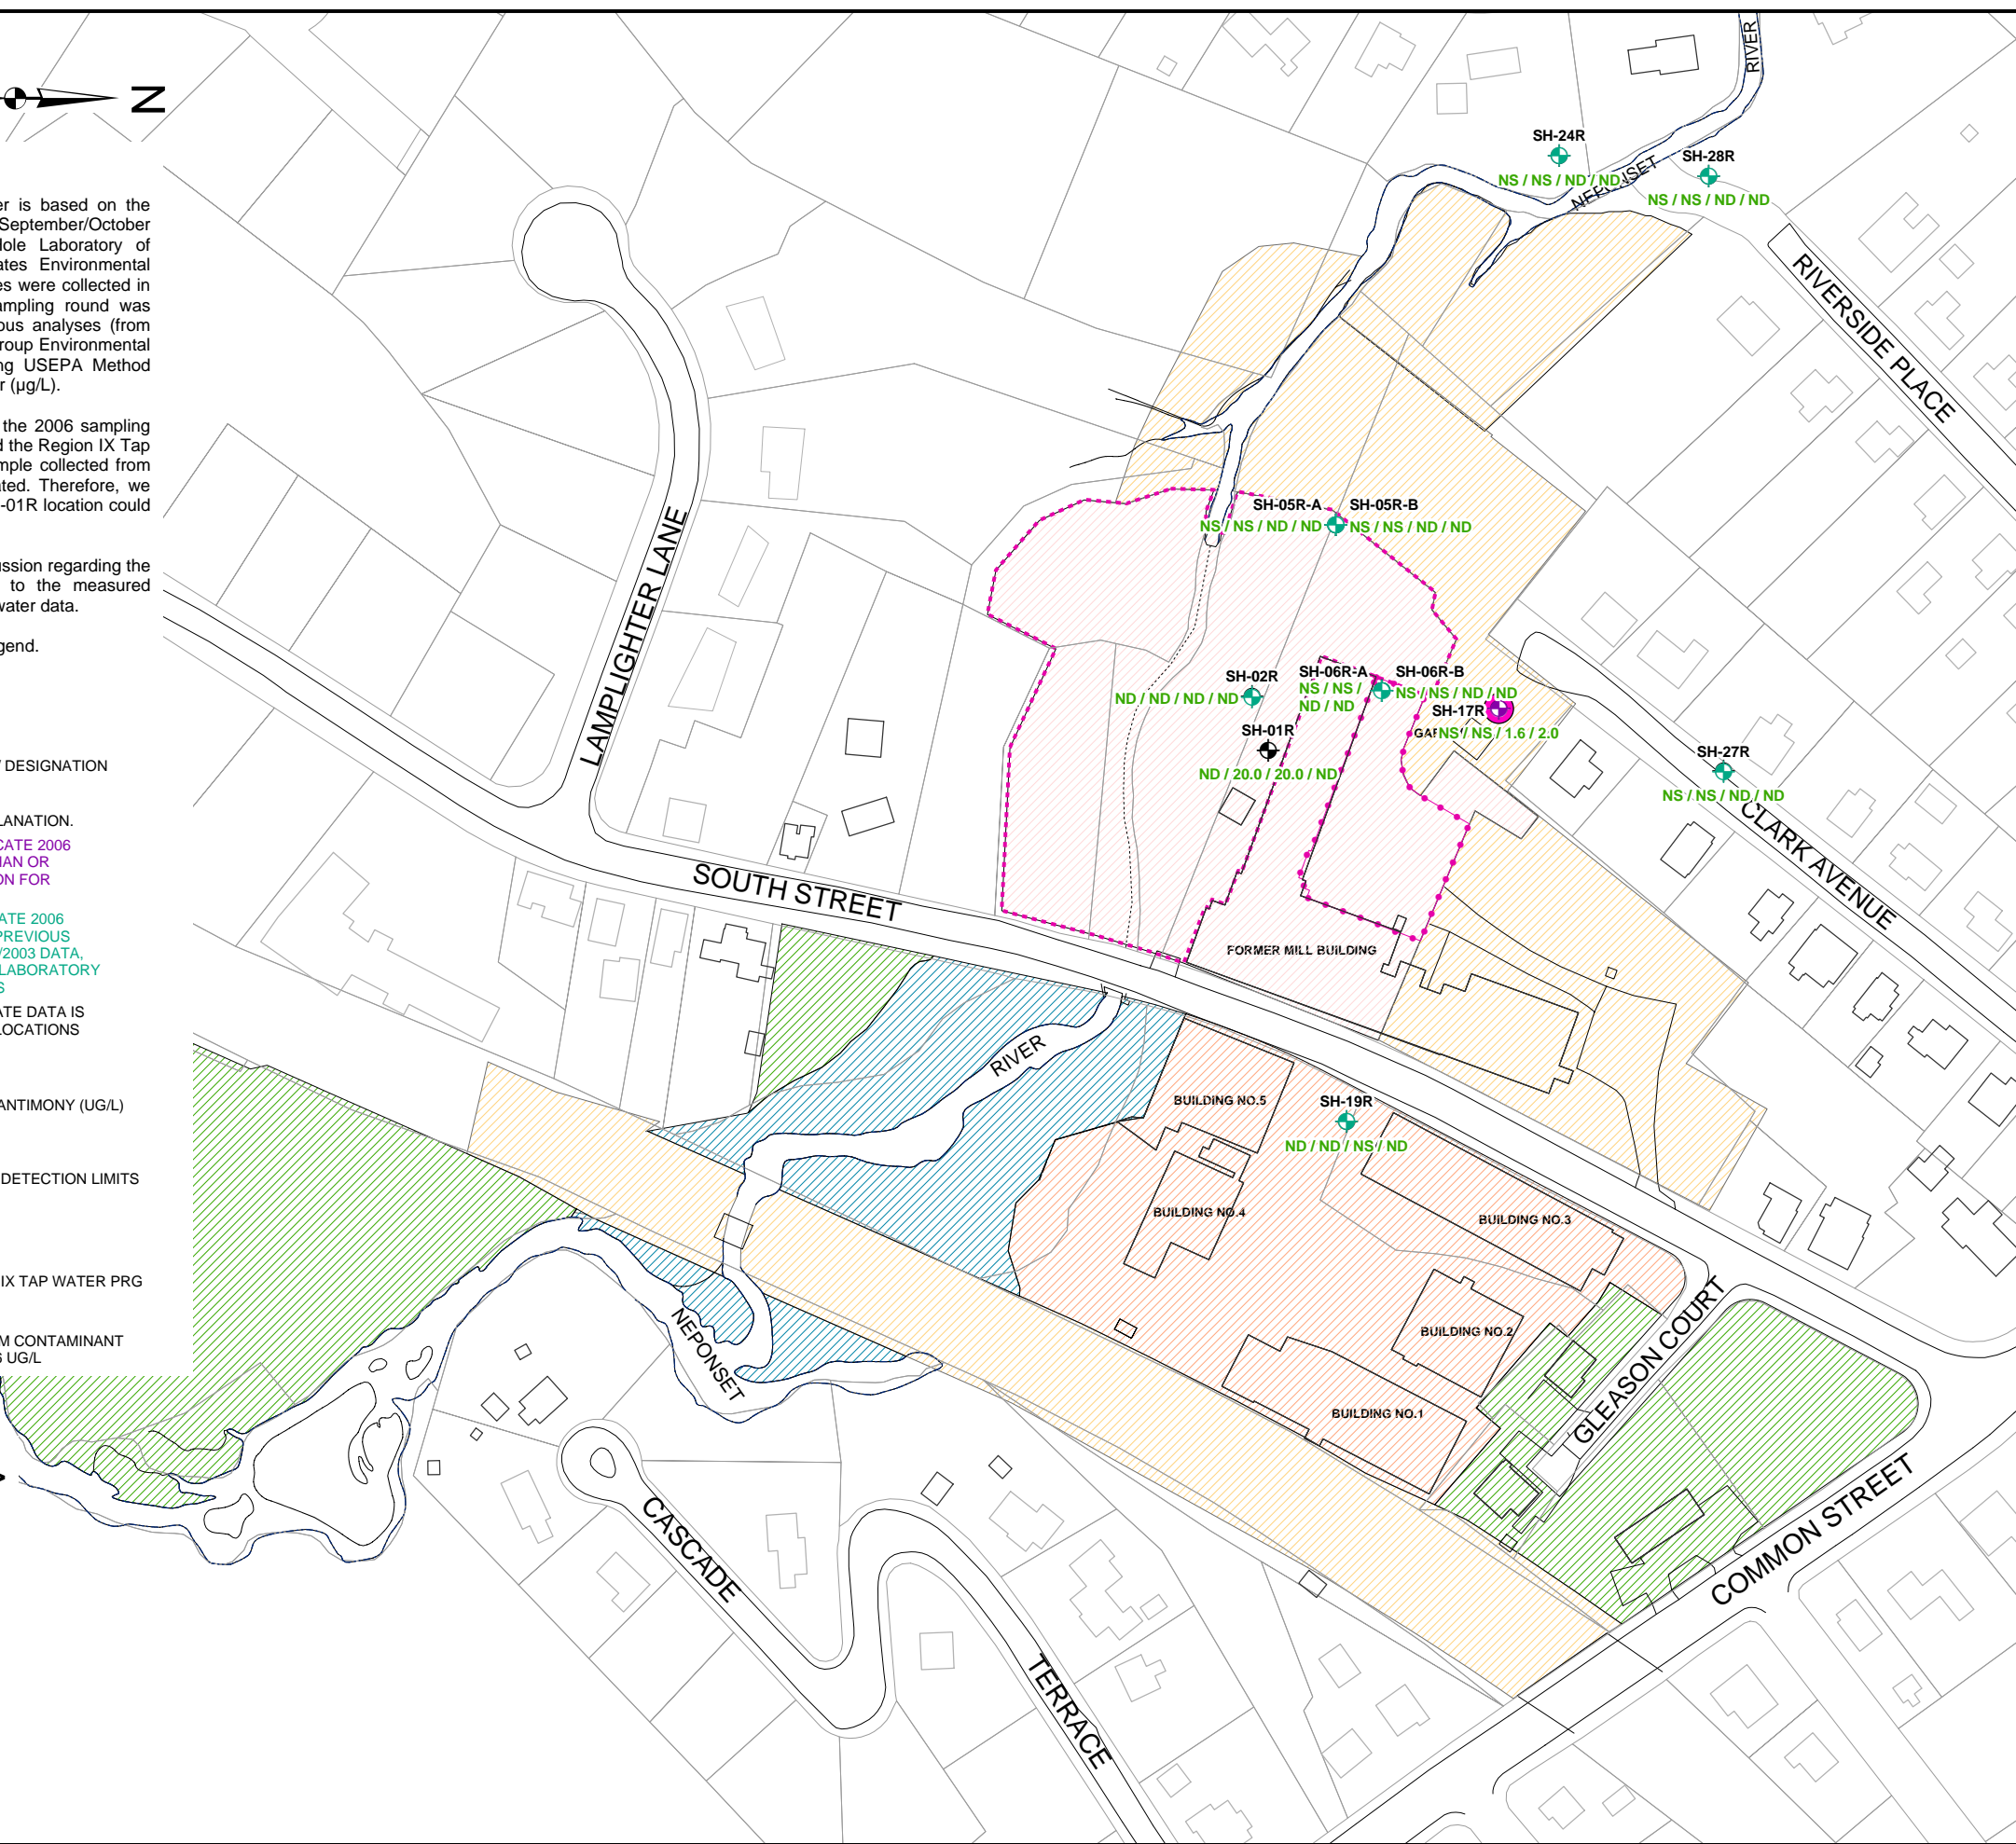 N
er is based on the
September/October
Hole Laboratory of
ates Environmental
es were collected in
ampling round was
ous analyses (from
Group Environmental
ng USEPA Method
r (µg/L).
the 2006 sampling
d the Region IX Tap
mple collected from
ated. Therefore, we
-01R location could
ussion regarding the
to the measured
water data.
gend.
/ DESIGNATION
LANATION.
CATE 2006
HAN OR
ON FOR
ATE 2006
PREVIOUS
/2003 DATA,
LABORATORY
S
ATE DATA IS
LOCATIONS
ANTIMONY (UG/L)
DETECTION LIMITS
IX TAP WATER PRG
M CONTAMINANT
6 UG/L
RIVER
SH-24R
NS / NS / ND / ND
NEPONSET
SH-28R
NS / NS / ND / ND
RIVERSIDE PLACE
SH-05R-A
NS / NS / ND / ND
SH-05R-B
NS / NS / ND / ND
LAMPLIGHTER LANE
SH-02R
ND / ND / ND / ND
SH-06R-A
NS / NS /
ND / ND
SH-06R-B
NS / NS / ND / ND
SH-17R
NS / NS / 1.6 / 2.0
SH-01R
ND / 20.0 / 20.0 / ND
SH-27R
NS / NS / ND / ND
CLARK AVENUE
SOUTH STREET
FORMER MILL BUILDING
RIVER
BUILDING NO.5
SH-19R
ND / ND / NS / ND
BUILDING NO.4
BUILDING NO.3
BUILDING NO.2
BUILDING NO.1
NEPONSET
GLEASON COURT
COMMON STREET
CASCADE
TERRACE